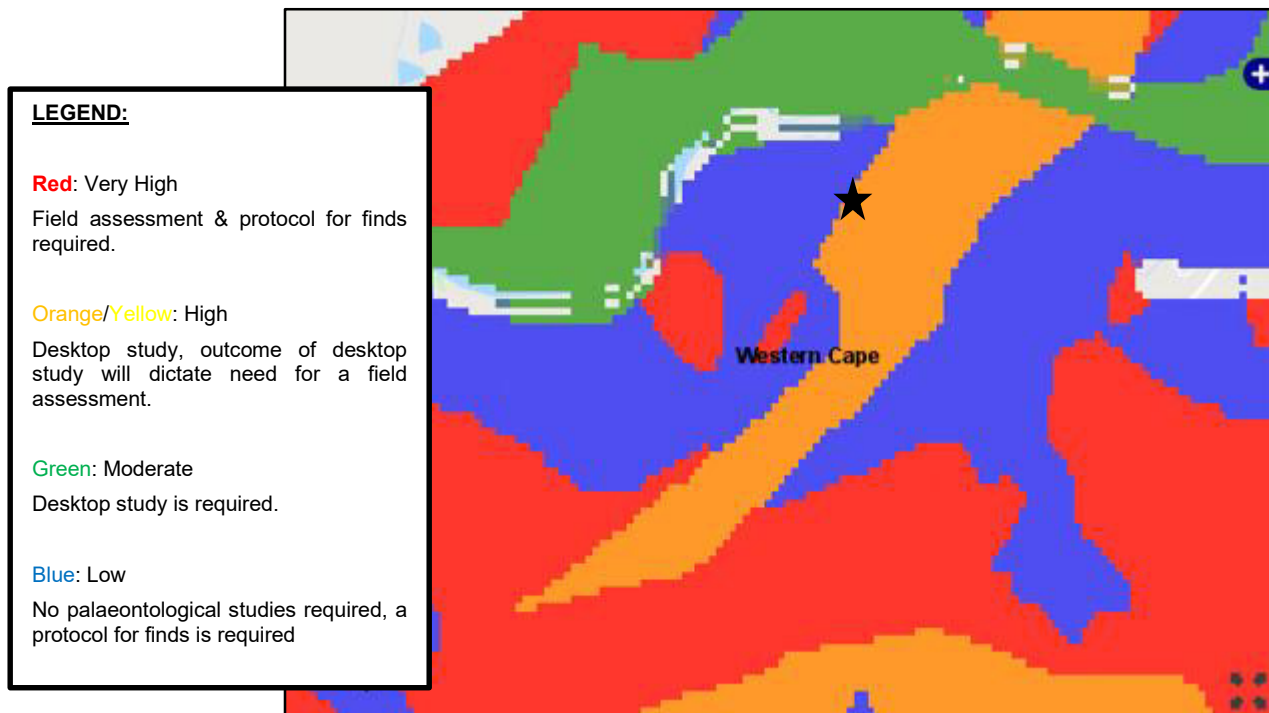 LEGEND:
Red: Very High
Field assessment & protocol for finds
required.
Orange/Yellow: High
Desktop study, outcome of desktop
study will dictate need for a field
assessment.
Green: Moderate
Desktop study is required.
Blue: Low
No palaeontological studies required, a
protocol for finds is required
Western Cape